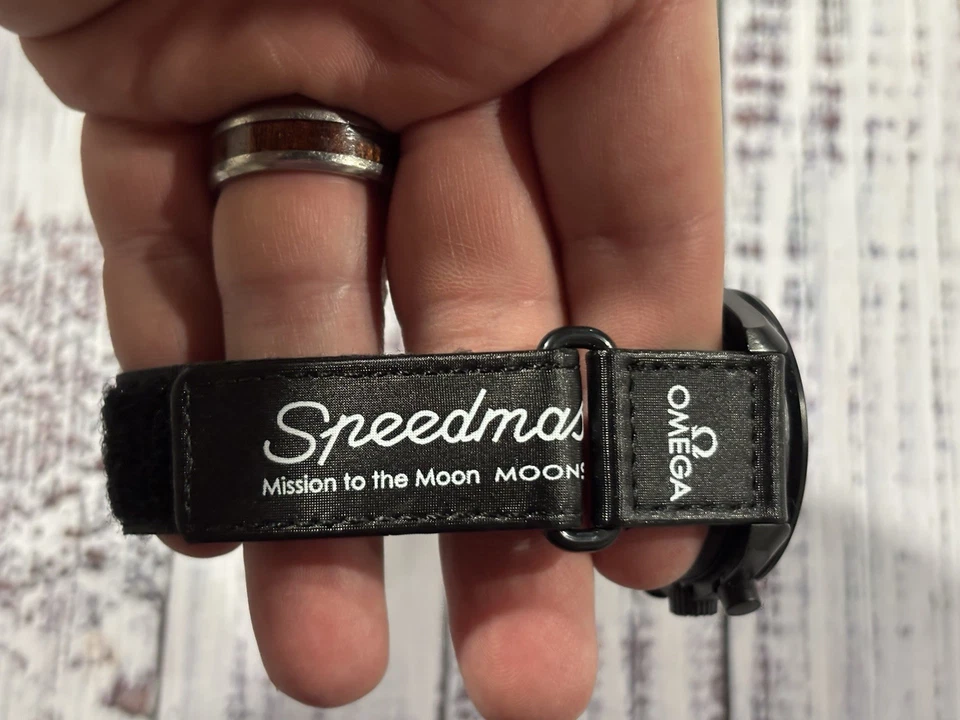 Speedmas
Mission to the Moon MOONS
Ω
OMEGA